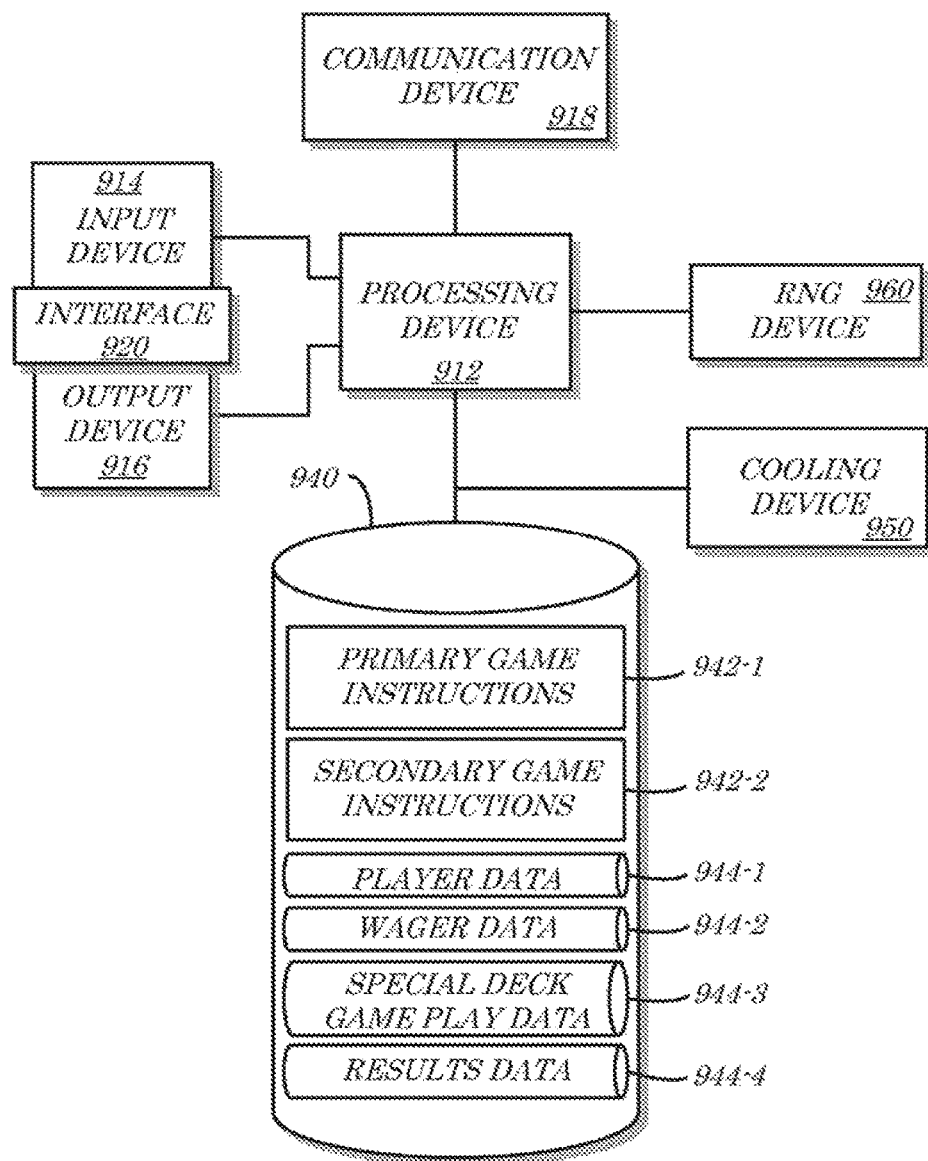 COMMUNICATION
DEVICE
918
914
INPUT
DEVICE
INTERFACE
920
OUTPUT
DEVICE
916
PROCESSING
DEVICE
912
RNG 960
DEVICE
COOLING
DEVICE
950
940
PRIMARY GAME
INSTRUCTIONS
942-1
SECONDARY GAME
INSTRUCTIONS
942-2
PLAYER DATA
944-1
WAGER DATA
944-2
SPECIAL DECK
GAME PLAY DATA
944-3
RESULTS DATA
944-4